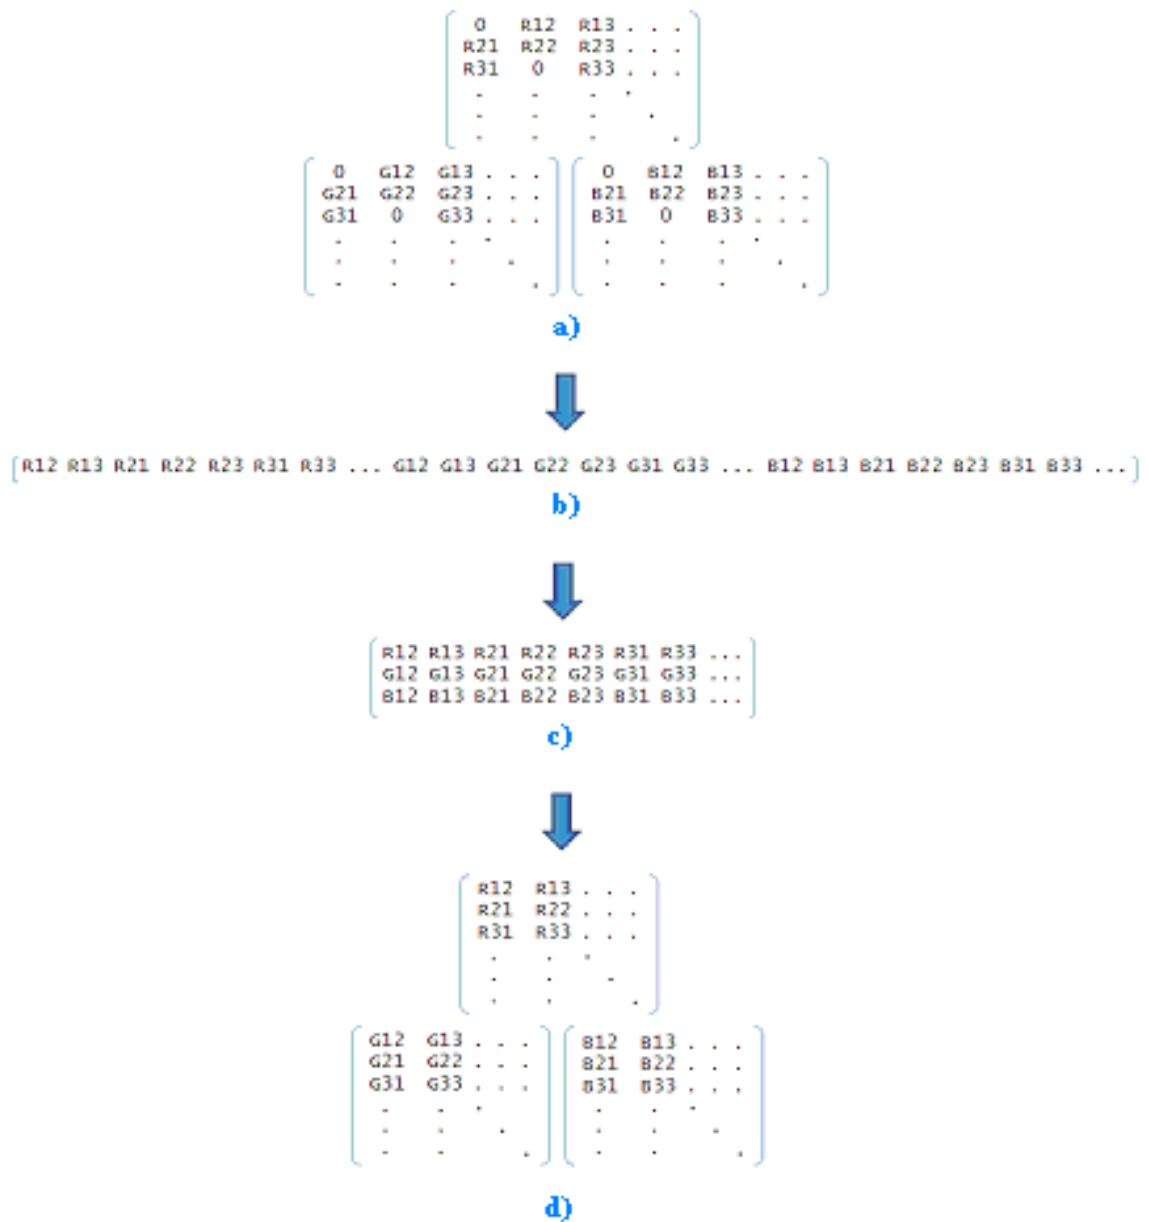 0 R12 R13 . . .
R21 R22 R23 . . .
R31 0 R33 . . .
. . . .
. . . .
. . . .
0 G12 G13 . . . 0 B12 B13 . . .
G21 G22 G23 . . . B21 B22 B23 . . .
G31 0 G33 . . . B31 0 B33 . . .
. . . . . . . .
. . . . . . . .
. . . . . . . .
a)
R12 R13 R21 R22 R23 R31 R33 ... G12 G13 G21 G22 G23 G31 G33 ... B12 B13 B21 B22 B23 B31 B33 ...
b)
R12 R13 R21 R22 R23 R31 R33 ...
G12 G13 G21 G22 G23 G31 G33 ...
B12 B13 B21 B22 B23 B31 B33 ...
c)
R12 R13 . . .
R21 R22 . . .
R31 R33 . . .
. . .
. . .
. . .
G12 G13 . . . B12 B13 . . .
G21 G22 . . . B21 B22 . . .
G31 G33 . . . B31 B33 . . .
. . . . . .
. . . . . .
. . . . . .
d)